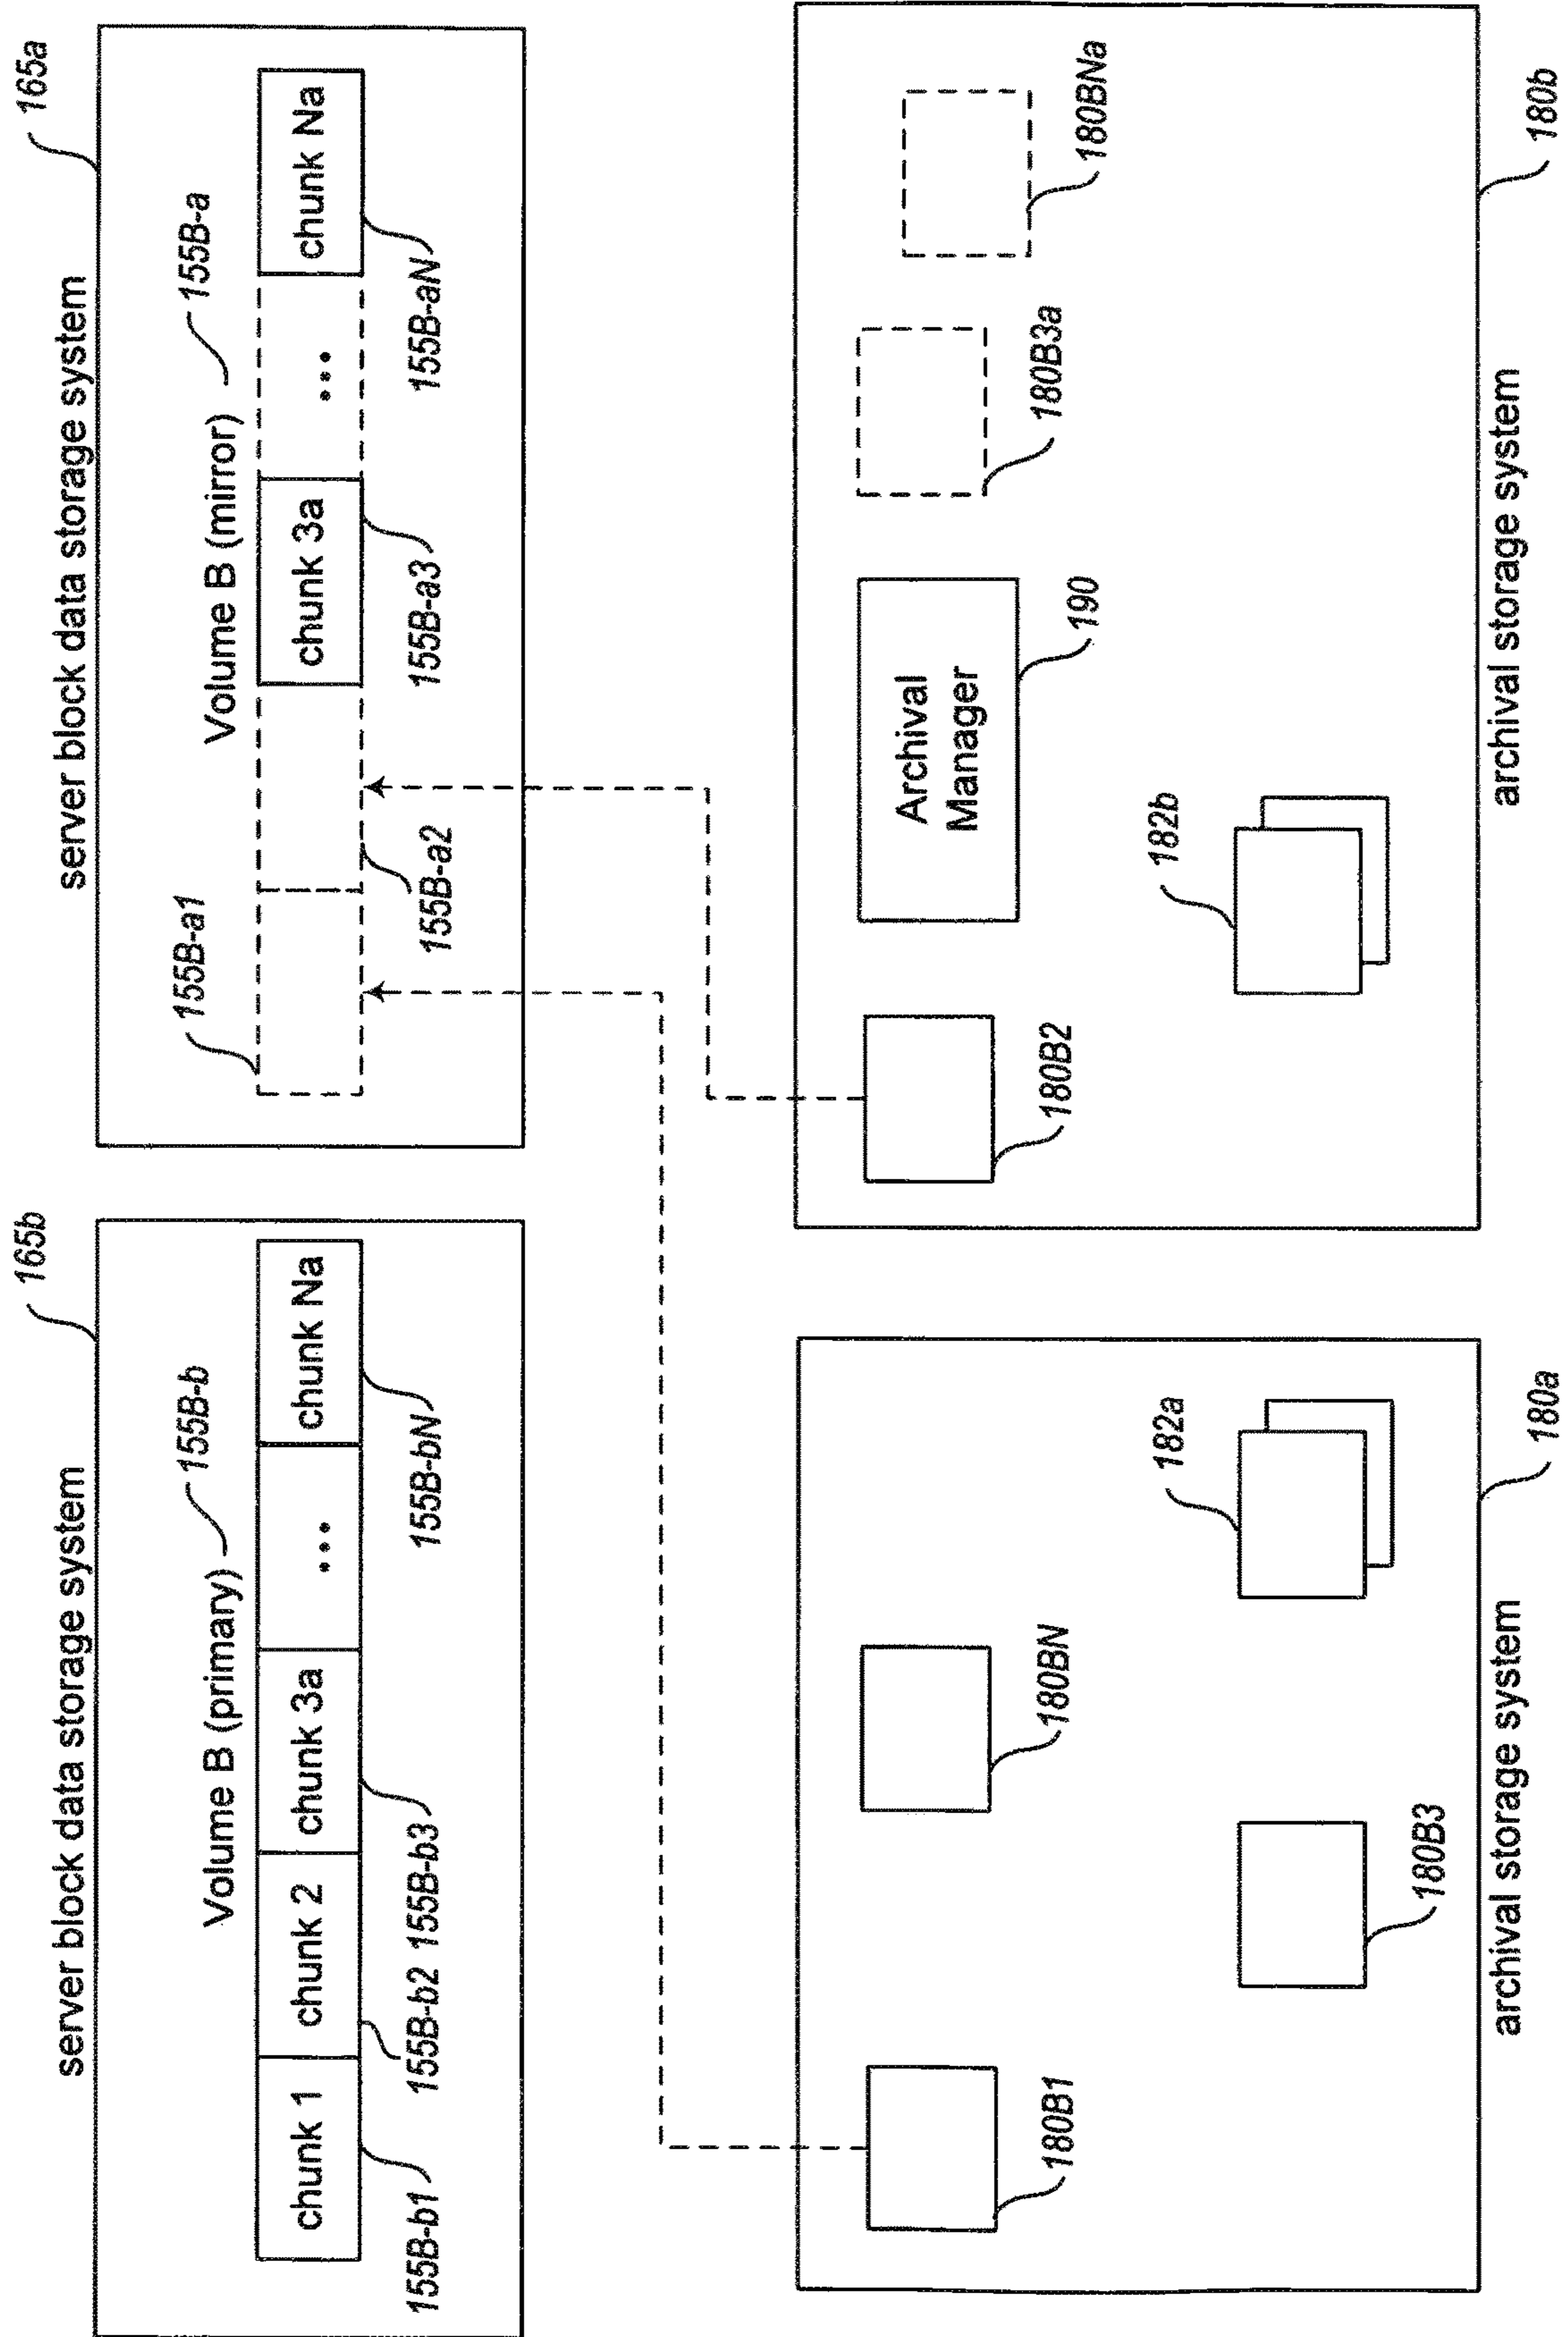 server block data storage system
165b
Volume B (primary)
155B-b
chunk 1
chunk 2
chunk 3a
...
chunk Na
155B-b1
155B-b2
155B-b3
155B-bN
server block data storage system
165a
155B-a1
Volume B (mirror)
155B-a
chunk 3a
...
chunk Na
155B-a2
155B-a3
155B-aN
180B1
180BN
180B3
182a
archival storage system
180a
180B2
Archival
Manager
190
180B3a
180BNa
182b
archival storage system
180b